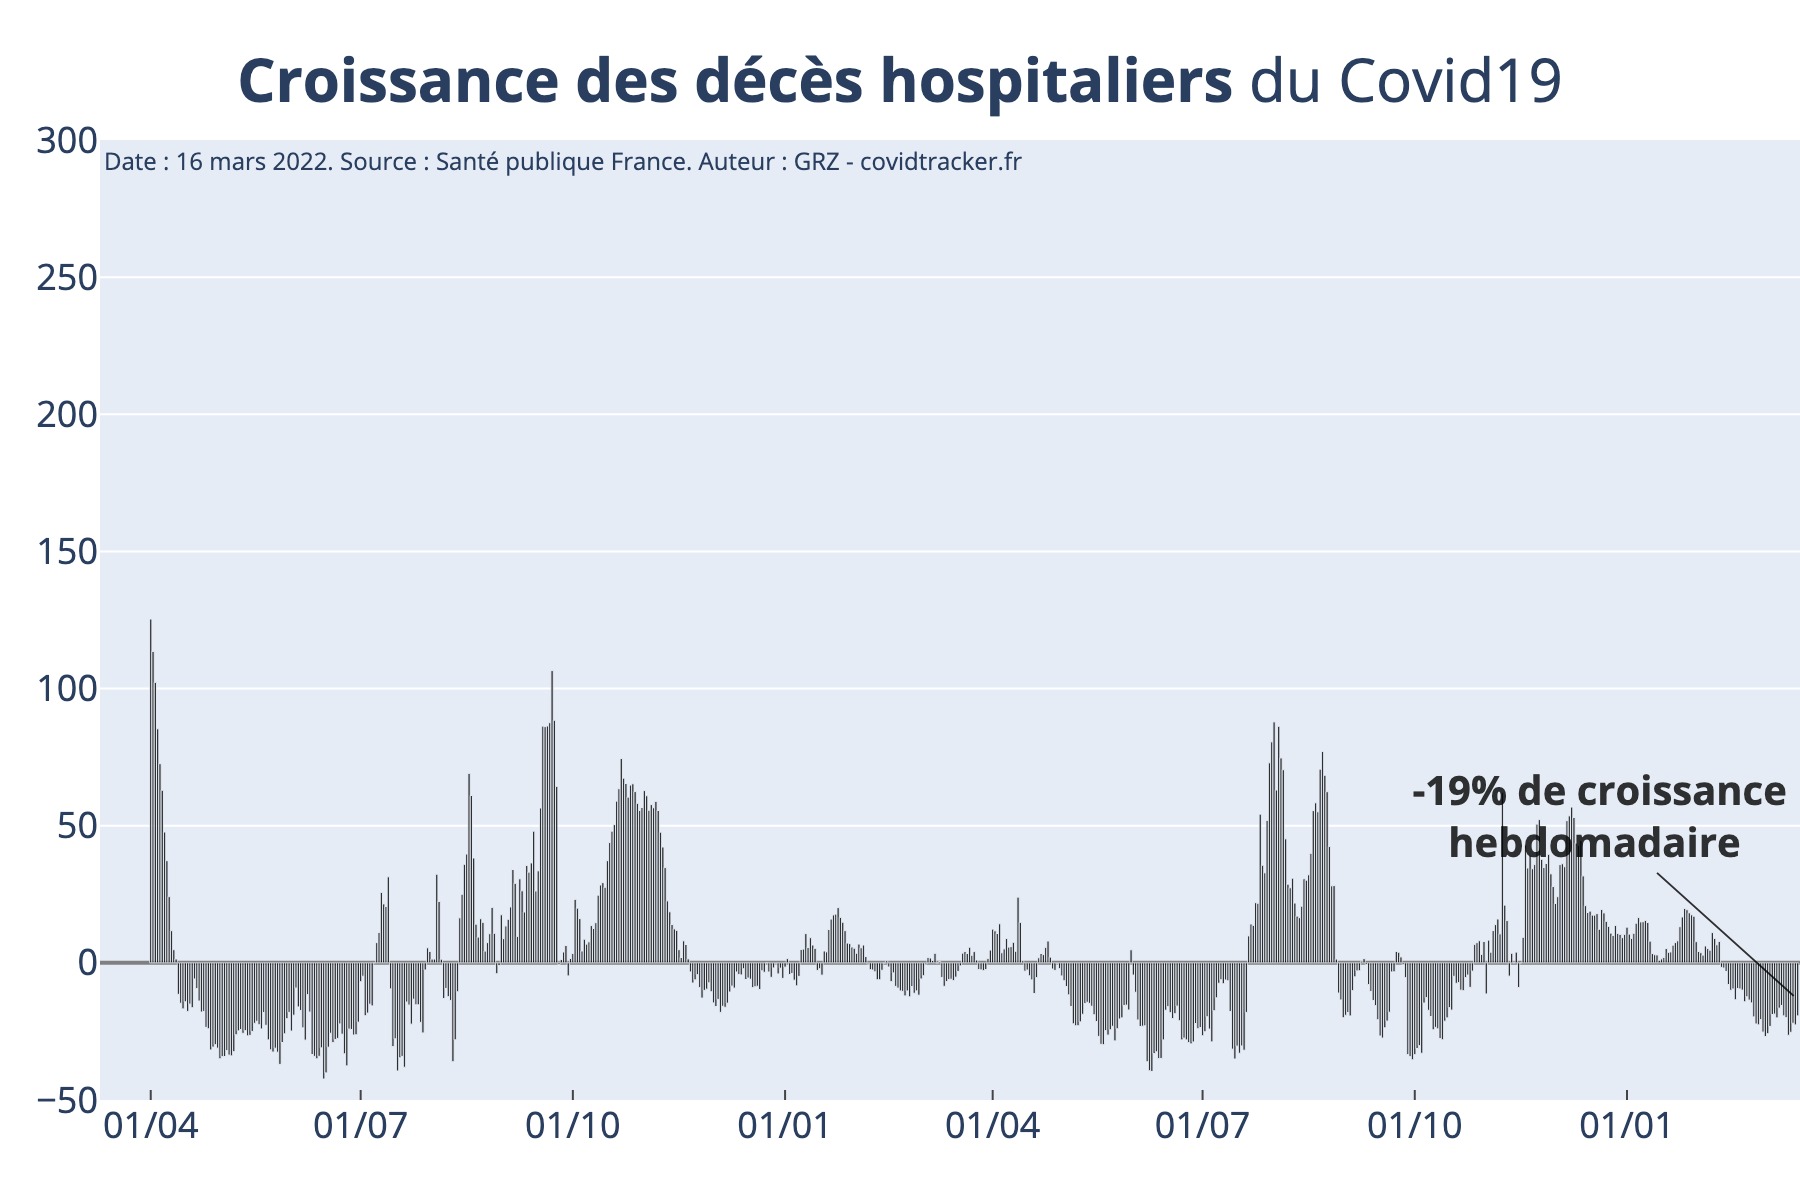 Croissance des décès hospitaliers du Covid19
300
Date : 16 mars 2022. Source : Santé publique France. Auteur : GRZ - covidtracker.fr
250
200
150
100
-19% de croissance
50
hebdomadaire
0
−50
01/04 01/07 01/10 01/01 01/04 01/07 01/10 01/01